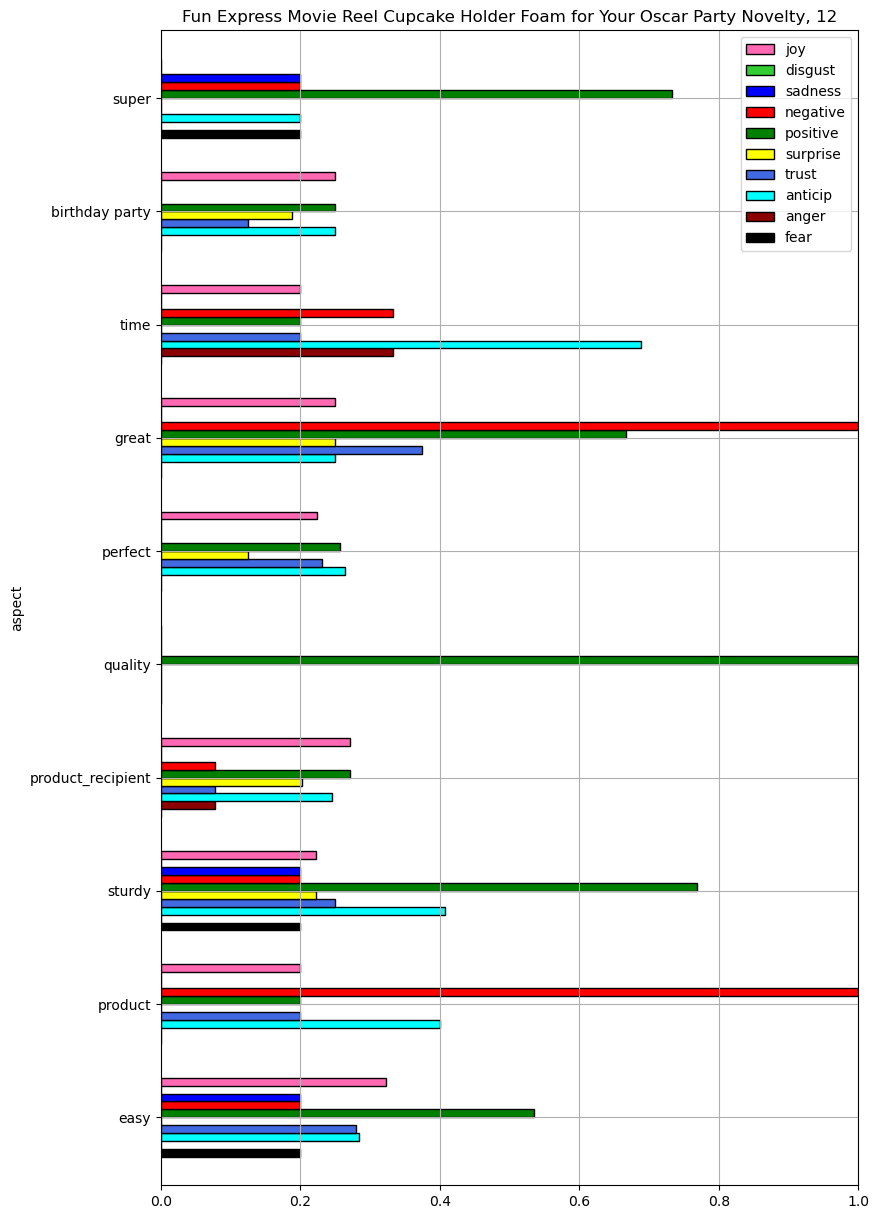 Fun Express Movie Reel Cupcake Holder Foam for Your Oscar Party Novelty, 12
joy
disgust
sadness
negative
positive
surprise
trust
anticip
anger
fear
super
birthday party
time
great
perfect
quality
product_recipient
sturdy
product
easy
aspect
0.0 0.2 0.4 0.6 0.8 1.0